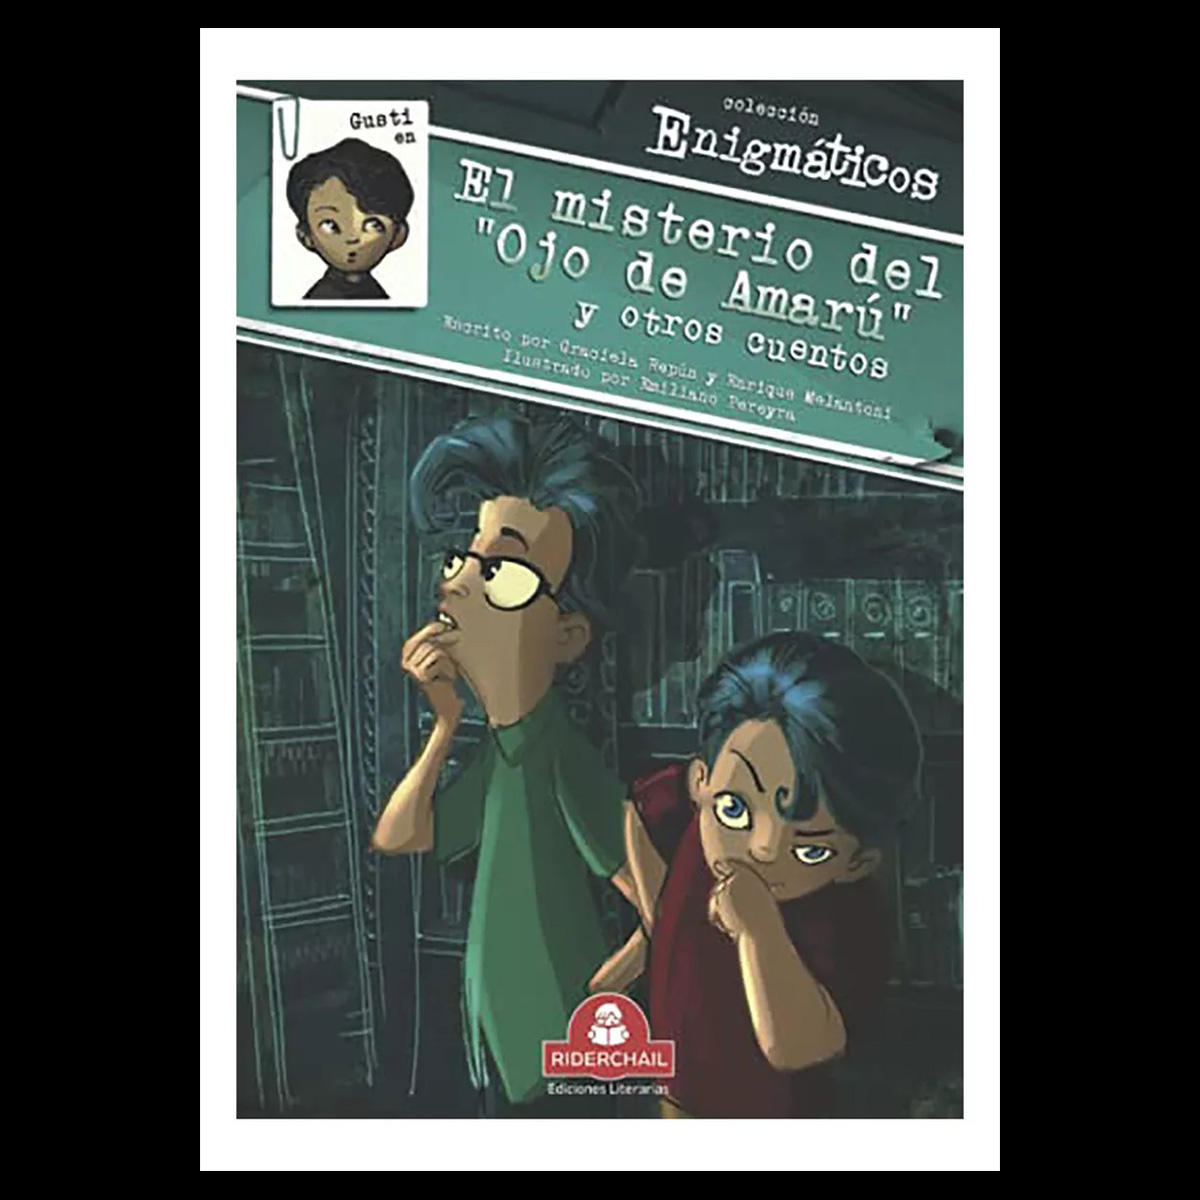 colección
Enigmáticos
Gusti
en
El misterio del
"Ojo de Amarú"
y otros cuentos
Escrito por Graciela Repún y Enrique Melantoni
Ilustrado por Emiliano Pereyra
RIDERCHAIL
Ediciones Literarias